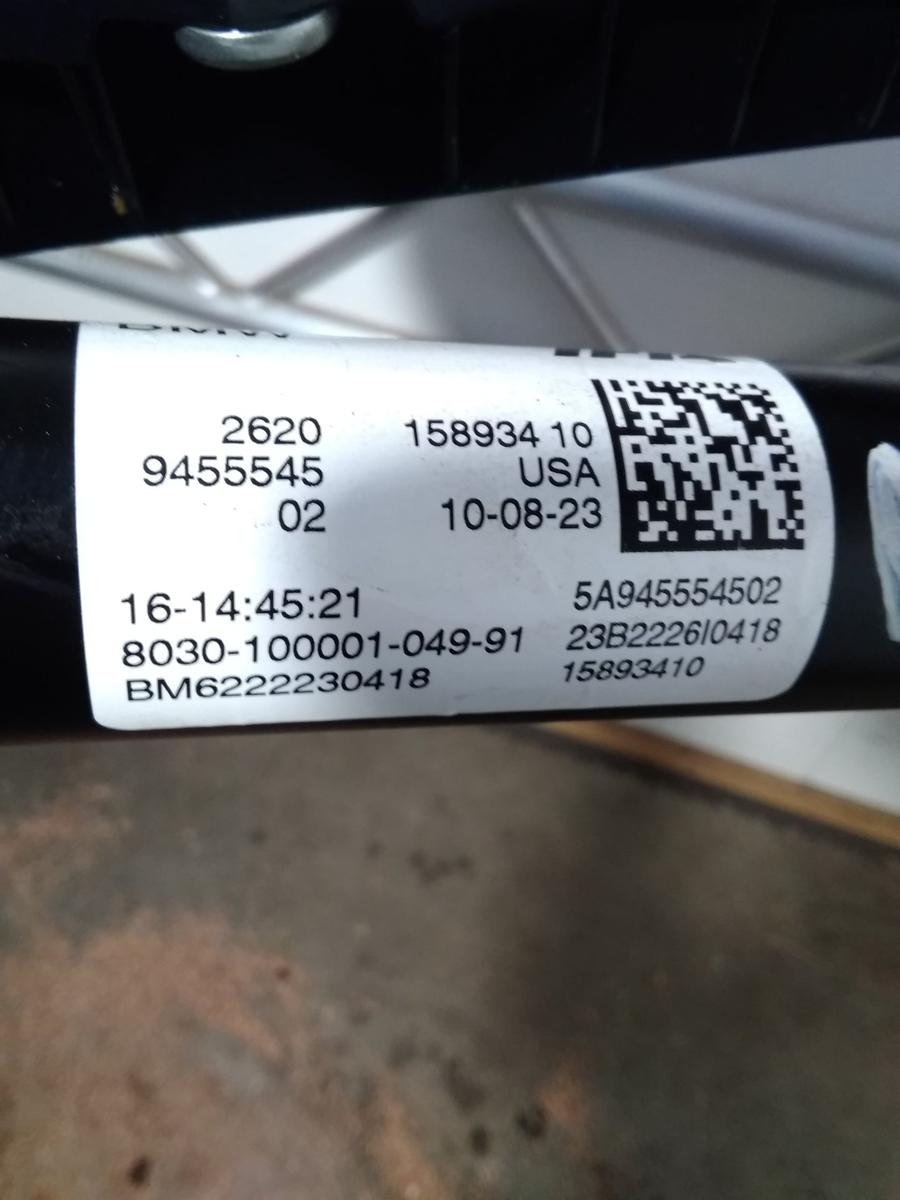 BMW
2620 158934 10
9455545 USA
02 10-08-23
16-14:45:21 5A945554502
8030-100001-049-91 23B2226I0418
BM6222230418 15893410